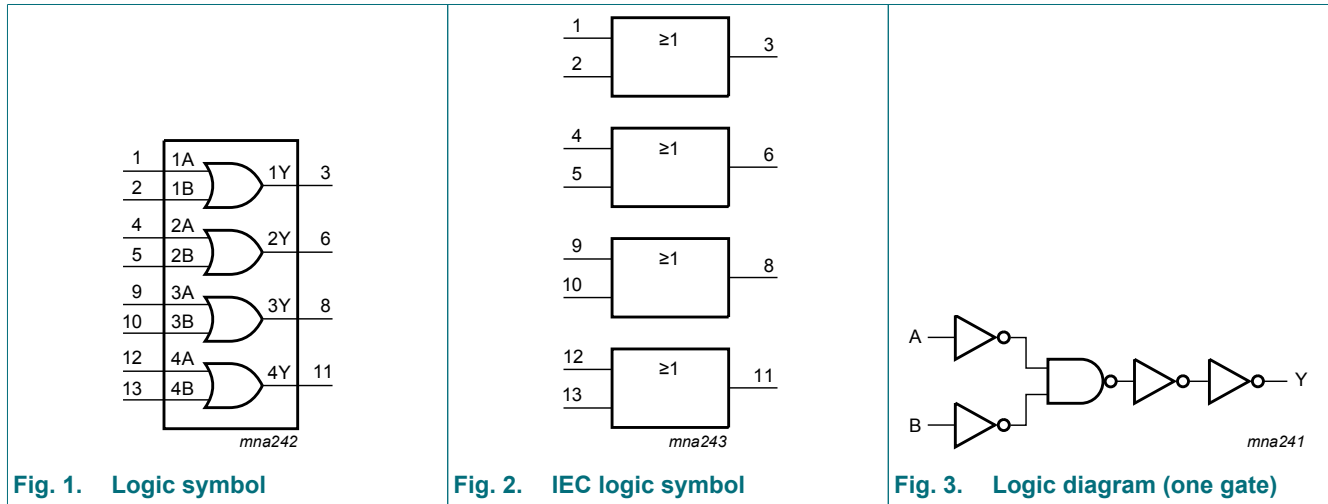 1 1A 1Y 3
2 1B
4 2A 2Y 6
5 2B
9 3A 3Y 8
10 3B
12 4A 4Y 11
13 4B
mna242
Fig. 1. Logic symbol
1 ≥1 3
2
4 ≥1 6
5
9 ≥1 8
10
12 ≥1 11
13
mna243
Fig. 2. IEC logic symbol
A
Y
B
mna241
Fig. 3. Logic diagram (one gate)